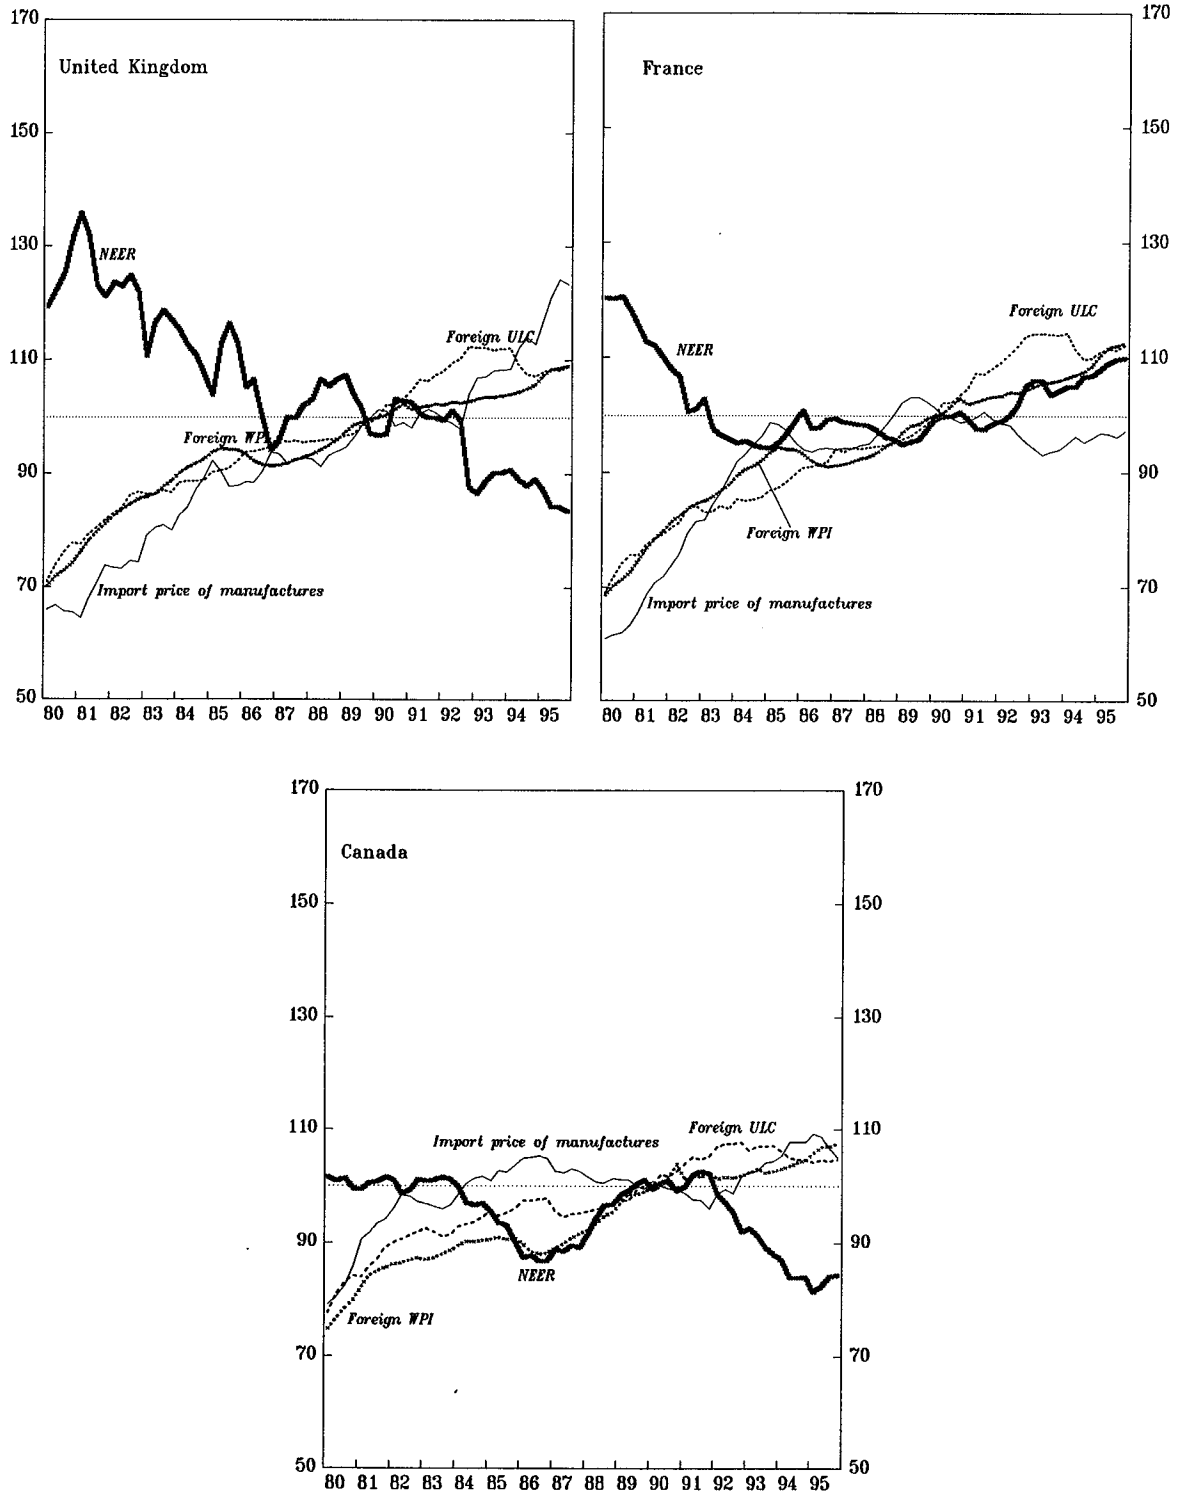 170
170
United Kingdom
France
150
150
130
130
NEER
Foreign ULC
Foreign ULC
110
110
NEER
Foreign WPI
90
90
Foreign WPI
70
70
Import price of manufactures
Import price of manufactures
50
50
80 81 82 83 84 85 86 87 88 89 90 91 92 93 94 95
80 81 82 83 84 85 86 87 88 89 90 91 92 93 94 95
170
170
Canada
150
150
130
130
110
110
Foreign ULC
Import price of manufactures
90
90
NEER
Foreign WPI
70
70
50
50
80 81 82 83 84 85 86 87 88 89 90 91 92 93 94 95